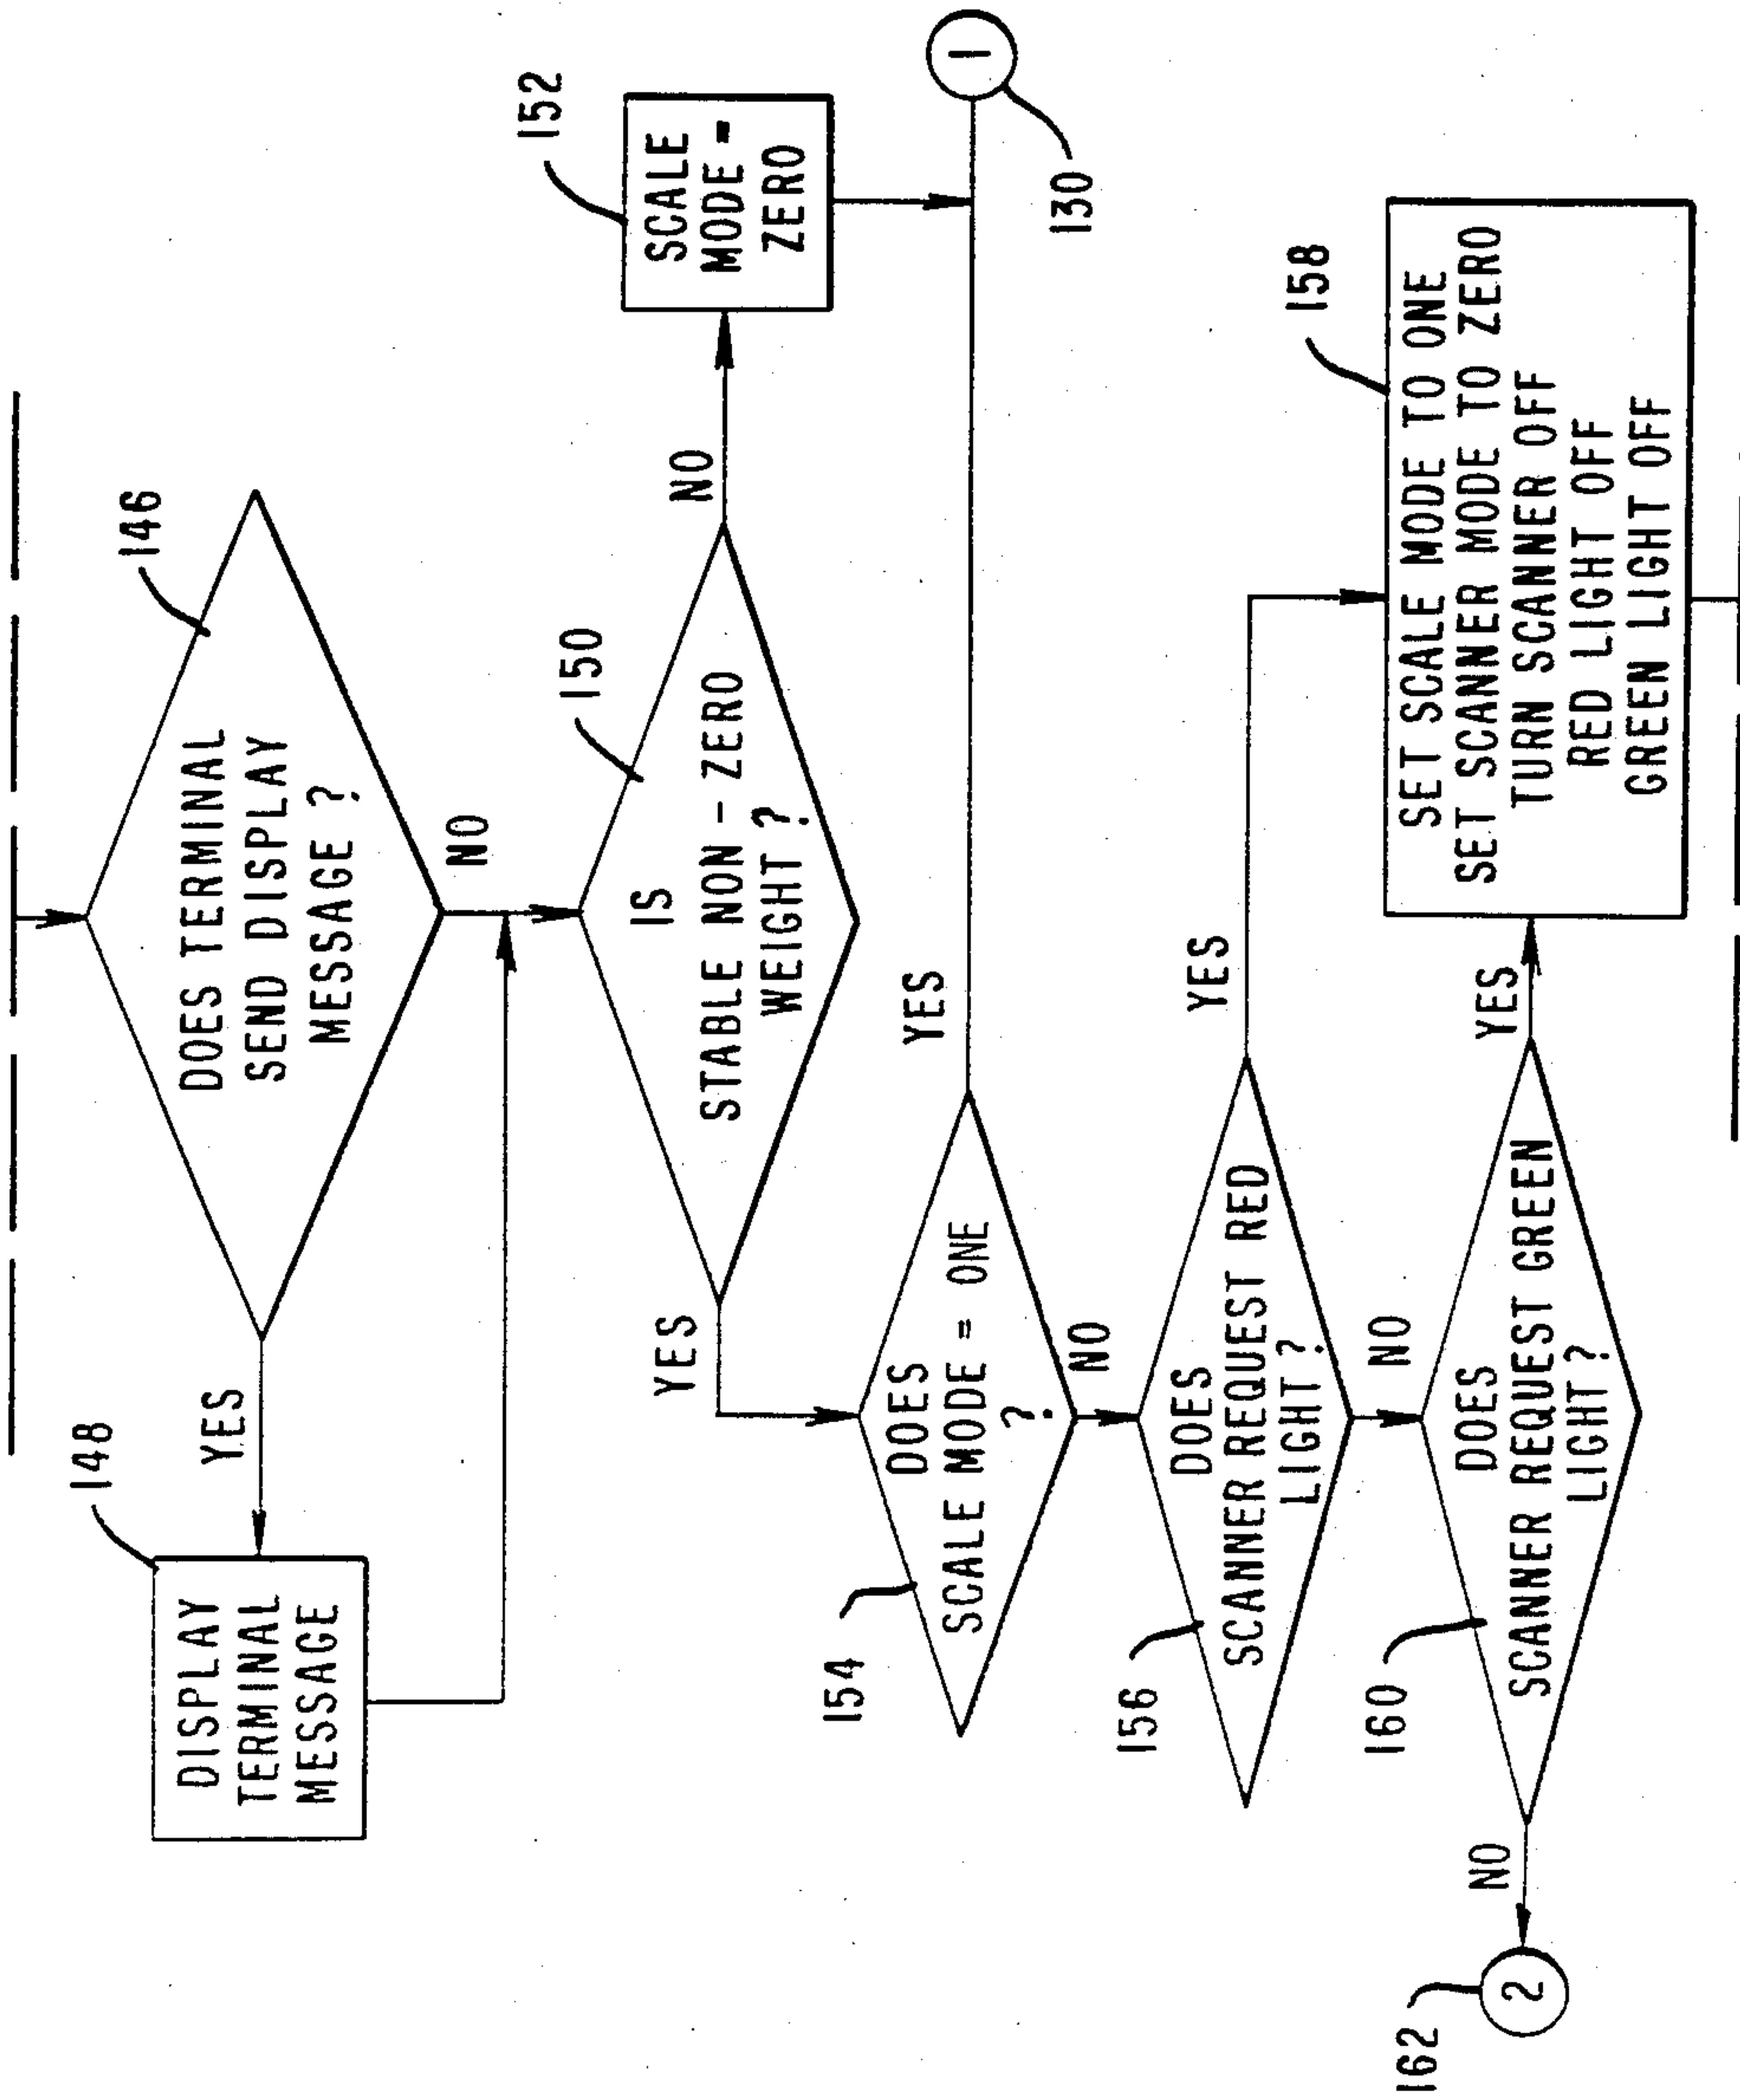 146
DOES TERMINAL
SEND DISPLAY
MESSAGE ?
YES
NO
148
DISPLAY
TERMINAL
MESSAGE
150
IS
STABLE NON - ZERO
WEIGHT ?
YES
NO
152
SCALE
MODE =
ZERO
1
130
154
DOES
SCALE MODE = ONE
?
YES
NO
156
DOES
SCANNER REQUEST RED
LIGHT ?
YES
NO
158
SET SCALE MODE TO ONE
SET SCANNER MODE TO ZERO
TURN SCANNER OFF
RED LIGHT OFF
GREEN LIGHT OFF
160
DOES
SCANNER REQUEST GREEN
LIGHT ?
YES
NO
2
162